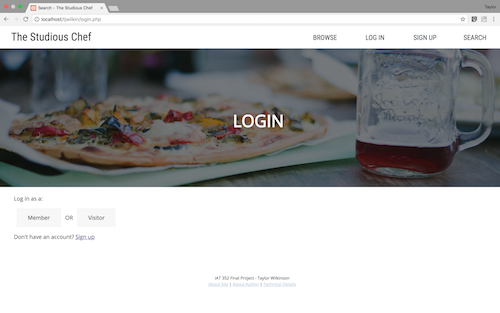 Search – The Studious Chef
Taylor
localhost/tjwilkin/login.php
The Studious Chef
BROWSE
LOG IN
SIGN UP
SEARCH
LOGIN
Log in as a:
Member
OR
Visitor
Don't have an account? Sign up
IAT 352 Final Project - Taylor Wilkinson
About Site | About Author | Technical Details